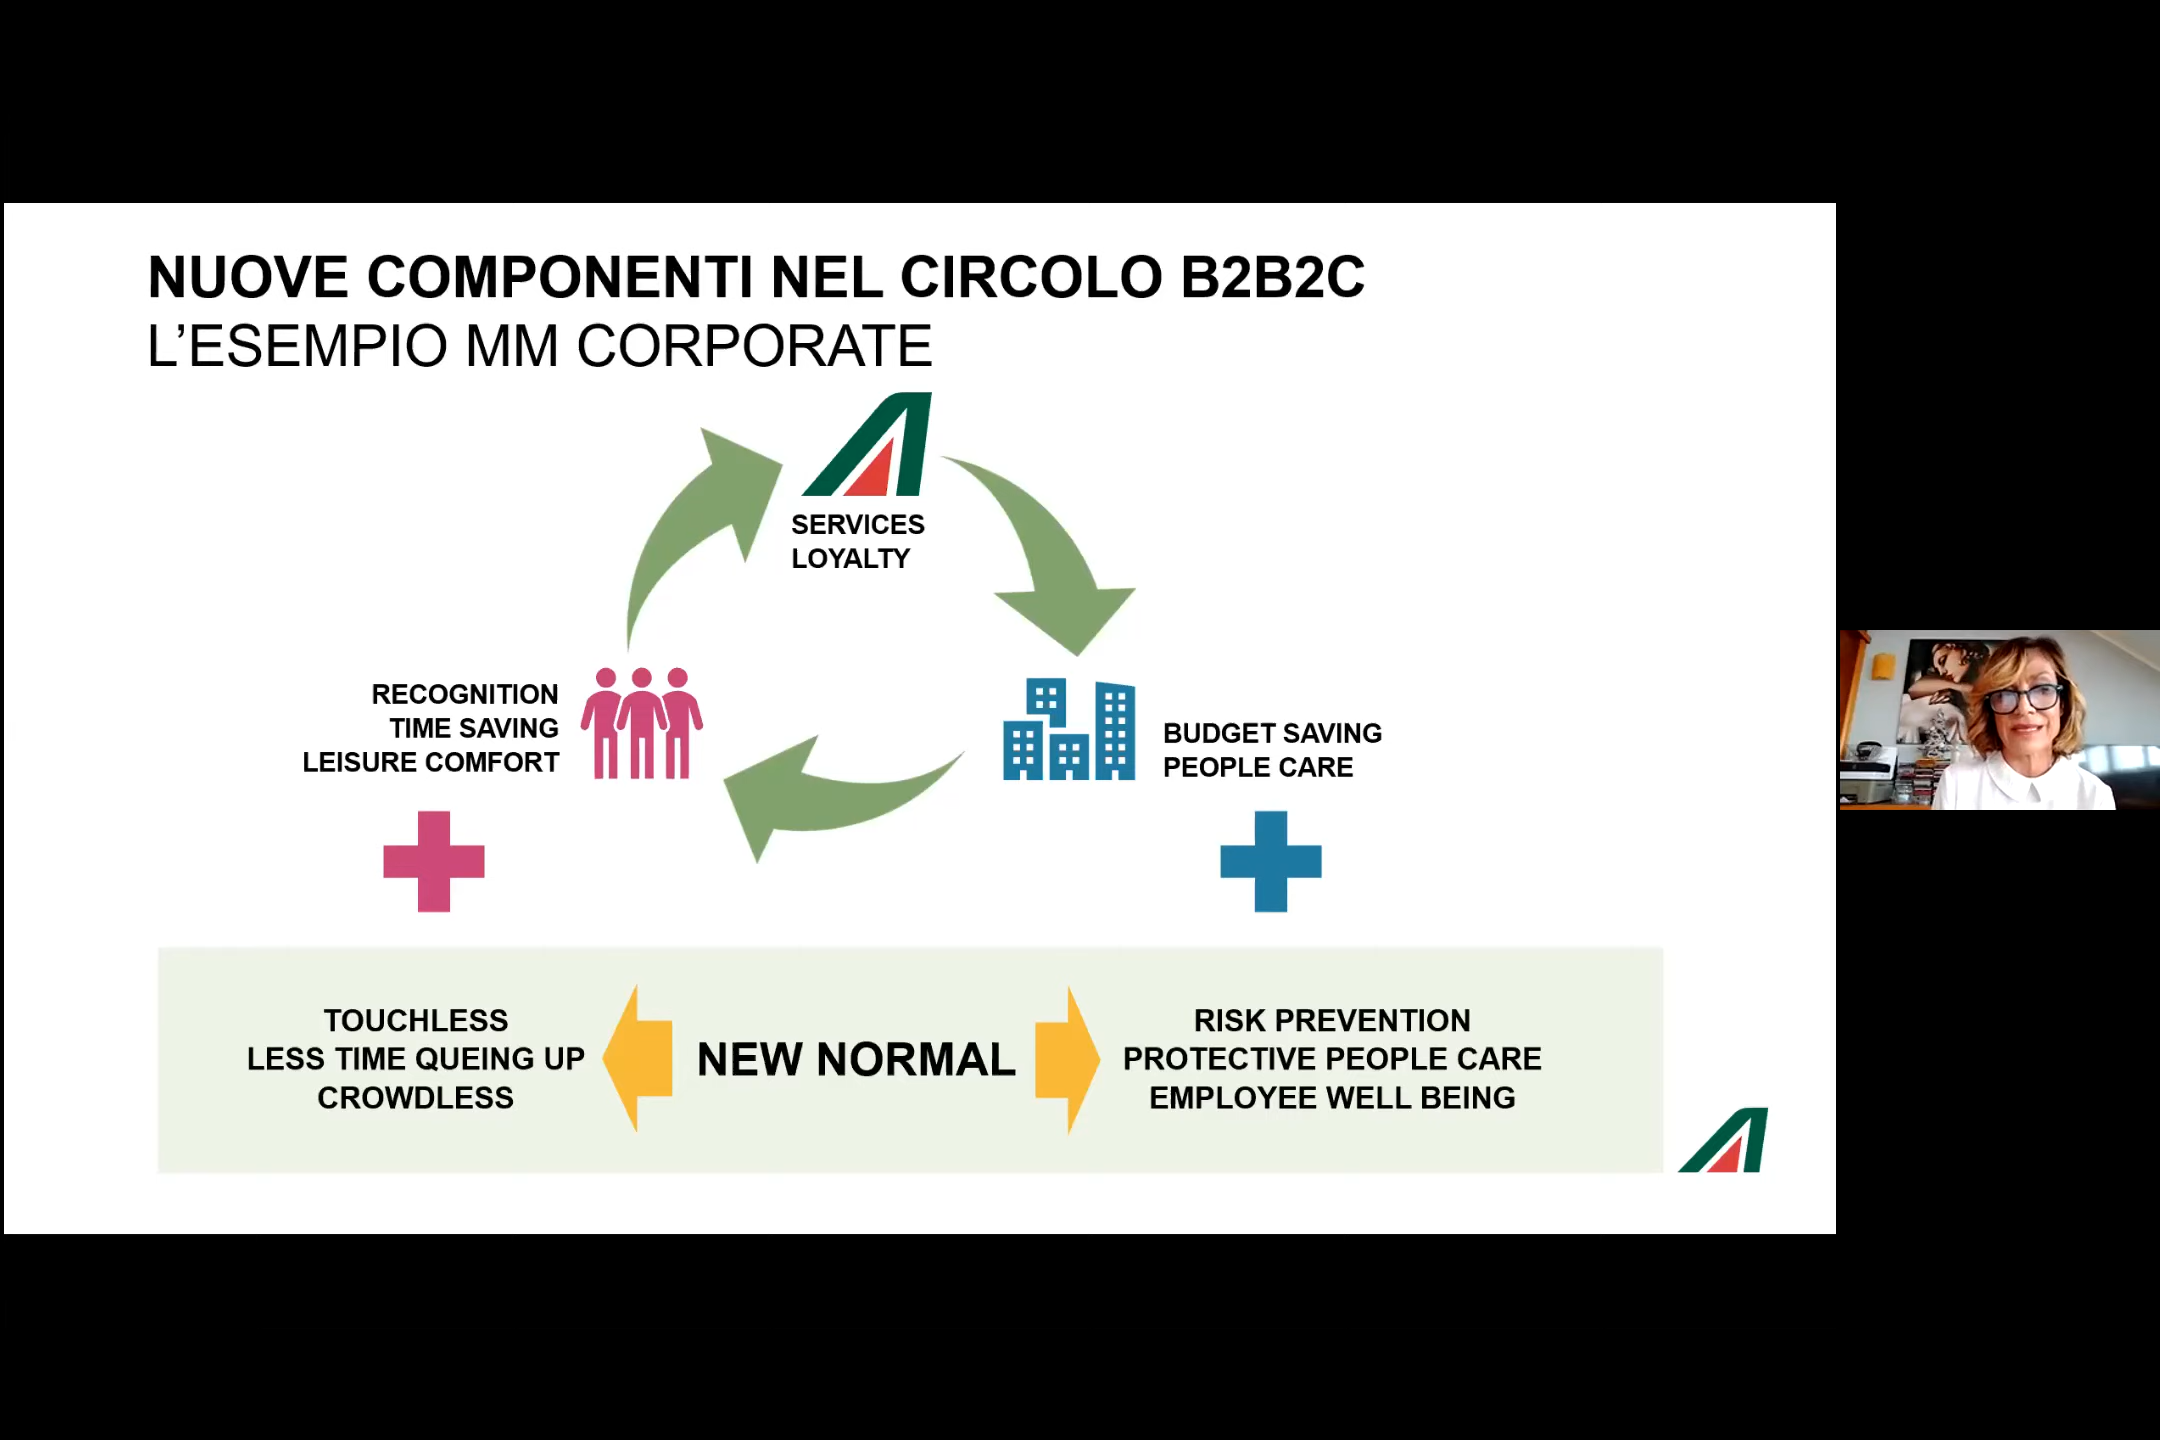 NUOVE COMPONENTI NEL CIRCOLO B2B2C
L'ESEMPIO MM CORPORATE
SERVICES
LOYALTY
RECOGNITION
TIME SAVING
LEISURE COMFORT
BUDGET SAVING
PEOPLE CARE
TOUCHLESS
LESS TIME QUEING UP
CROWDLESS
NEW NORMAL
RISK PREVENTION
PROTECTIVE PEOPLE CARE
EMPLOYEE WELL BEING